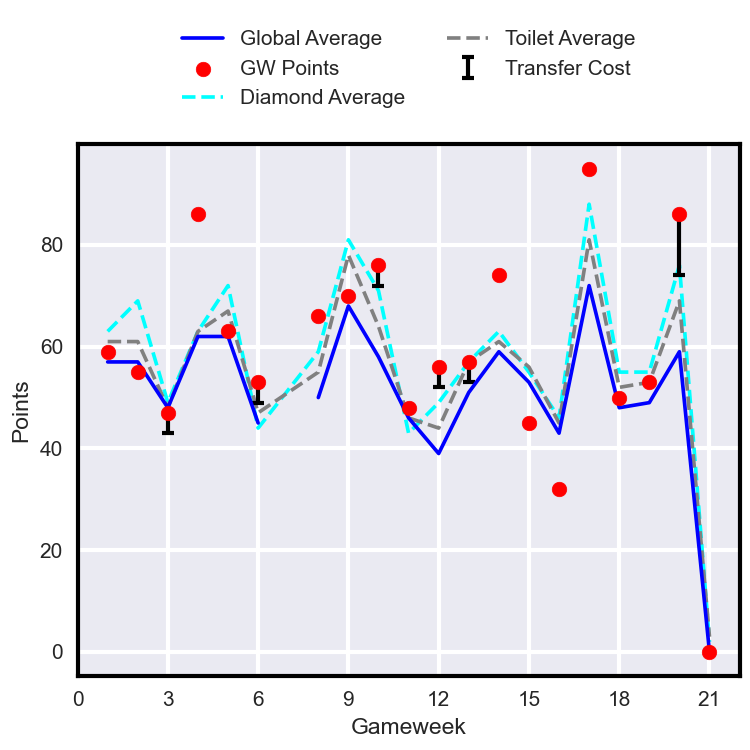 Global Average
GW Points
Diamond Average
Toilet Average
Transfer Cost
Points
80
60
40
20
0
0 3 6 9 12 15 18 21
Gameweek